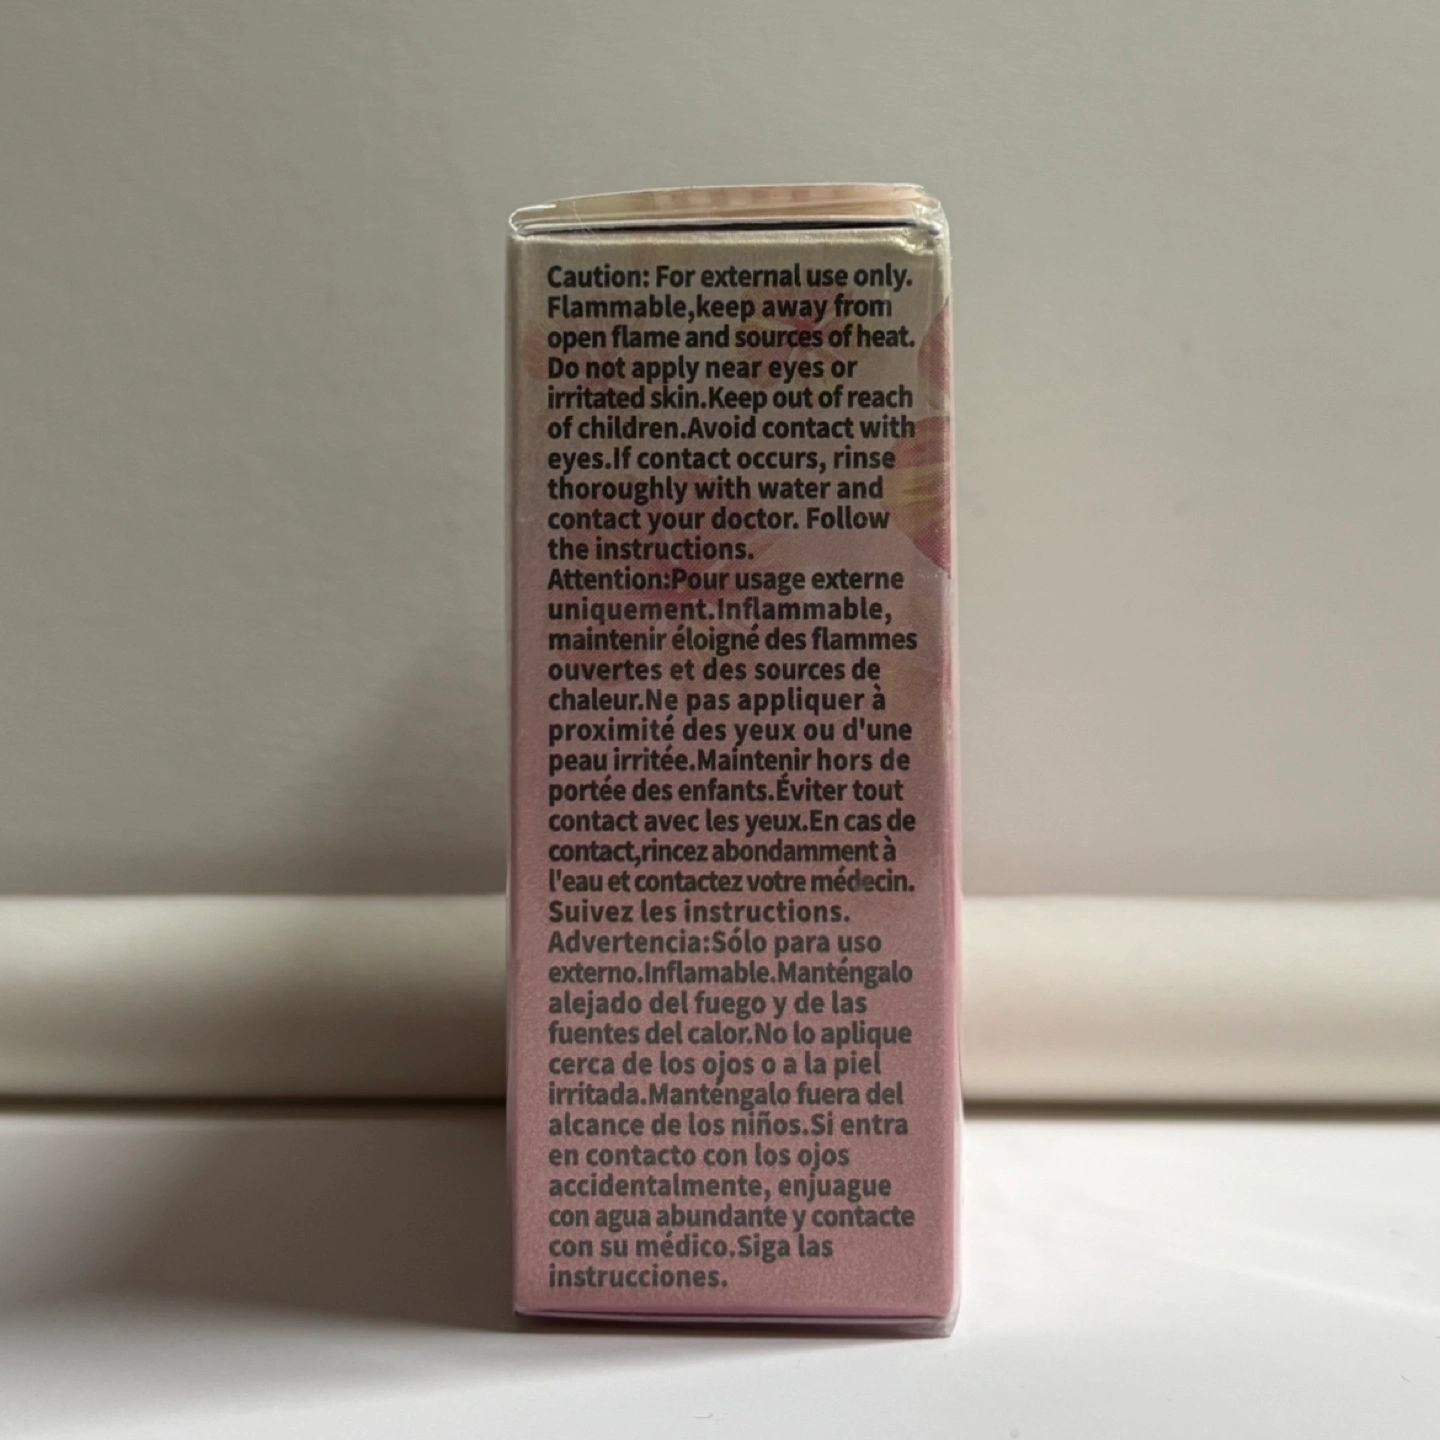 Caution: For external use only.
Flammable,keep away from
open flame and sources of heat.
Do not apply near eyes or
irritated skin.Keep out of reach
of children.Avoid contact with
eyes.If contact occurs, rinse
thoroughly with water and
contact your doctor. Follow
the instructions.
Attention:Pour usage externe
uniquement.Inflammable,
maintenir éloigné des flammes
ouvertes et des sources de
chaleur.Ne pas appliquer à
proximité des yeux ou d'une
peau irritée.Maintenir hors de
portée des enfants.Éviter tout
contact avec les yeux.En cas de
contact,rincez abondamment à
l'eau et contactez votre médecin.
Suivez les instructions.
Advertencia:Sólo para uso
externo.Inflamable.Manténgalo
alejado del fuego y de las
fuentes del calor.No lo aplique
cerca de los ojos o a la piel
irritada.Manténgalo fuera del
alcance de los niños.Si entra
en contacto con los ojos
accidentalmente, enjuague
con agua abundante y contacte
con su médico.Siga las
instrucciones.